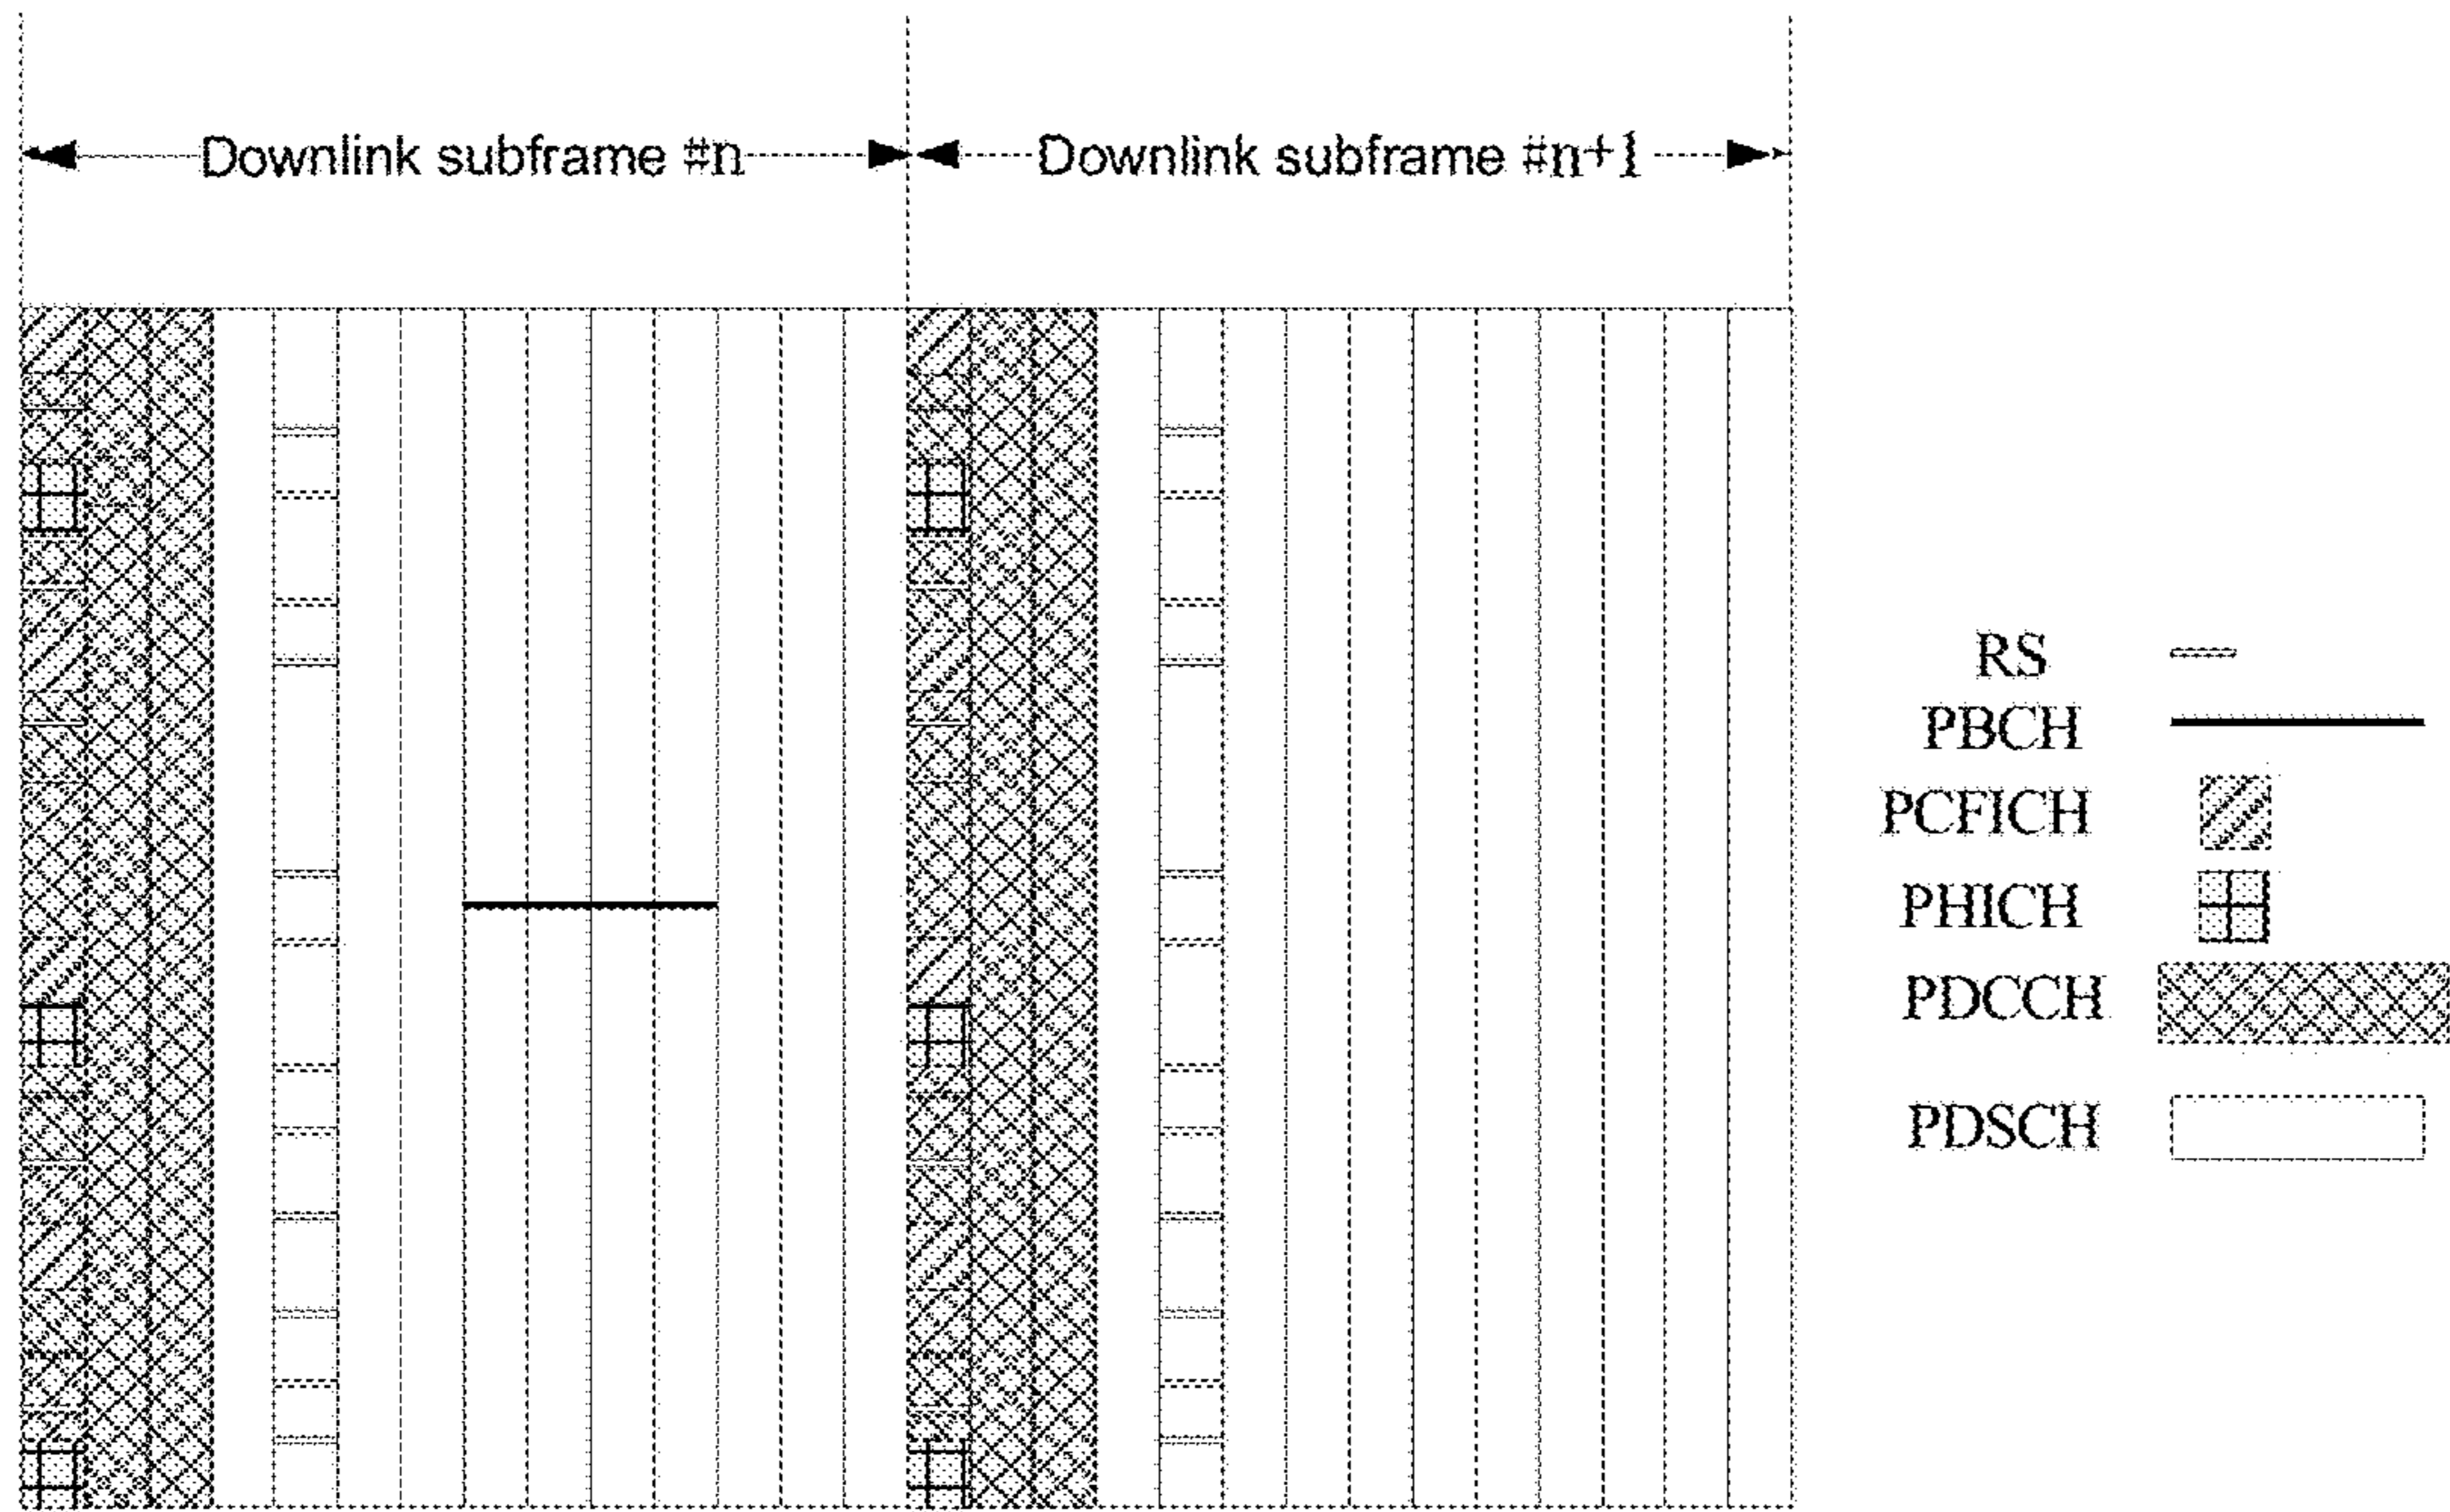 Downlink subframe #n
Downlink subframe #n+1
RS
PBCH
PCFICH
PHICH
PDCCH
PDSCH